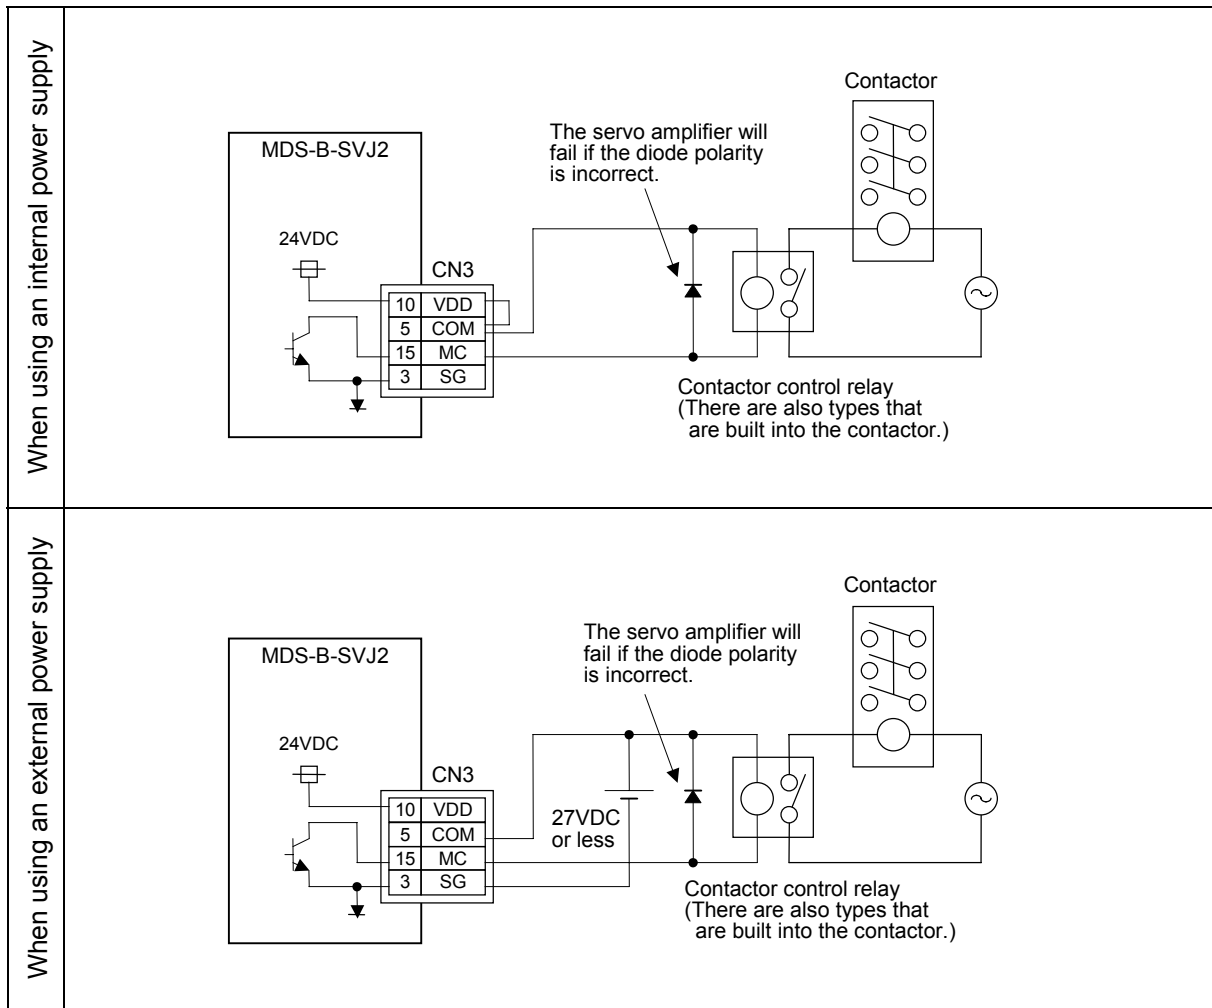 When using an internal power supply
Contactor
The servo amplifier will
fail if the diode polarity
is incorrect.
MDS-B-SVJ2
24VDC
CN3
10 VDD
5 COM
15 MC
3 SG
Contactor control relay
(There are also types that
are built into the contactor.)
When using an external power supply
Contactor
The servo amplifier will
fail if the diode polarity
is incorrect.
MDS-B-SVJ2
24VDC
CN3
10 VDD
5 COM
15 MC
3 SG
27VDC
or less
Contactor control relay
(There are also types that
are built into the contactor.)